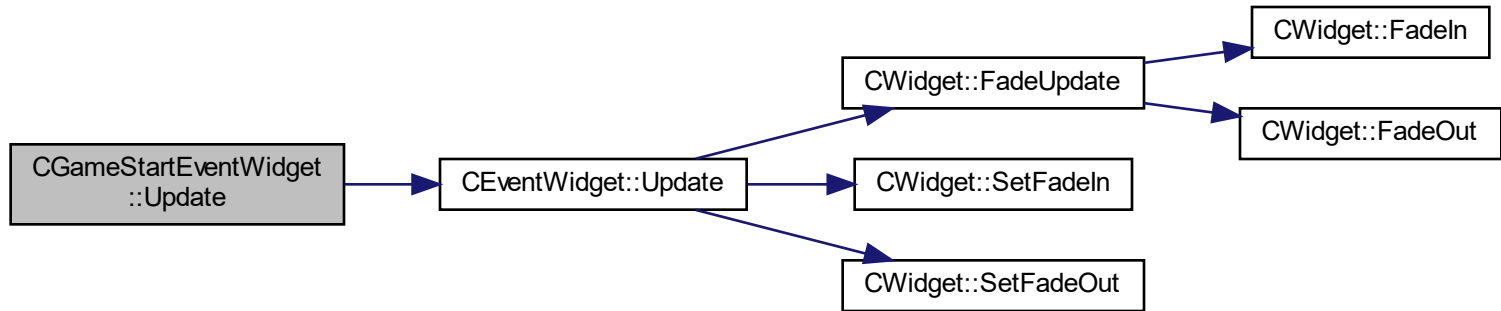 CGameStartEventWidget
::Update
CEventWidget::Update
CWidget::FadeUpdate
CWidget::FadeIn
CWidget::FadeOut
CWidget::SetFadeIn
CWidget::SetFadeOut